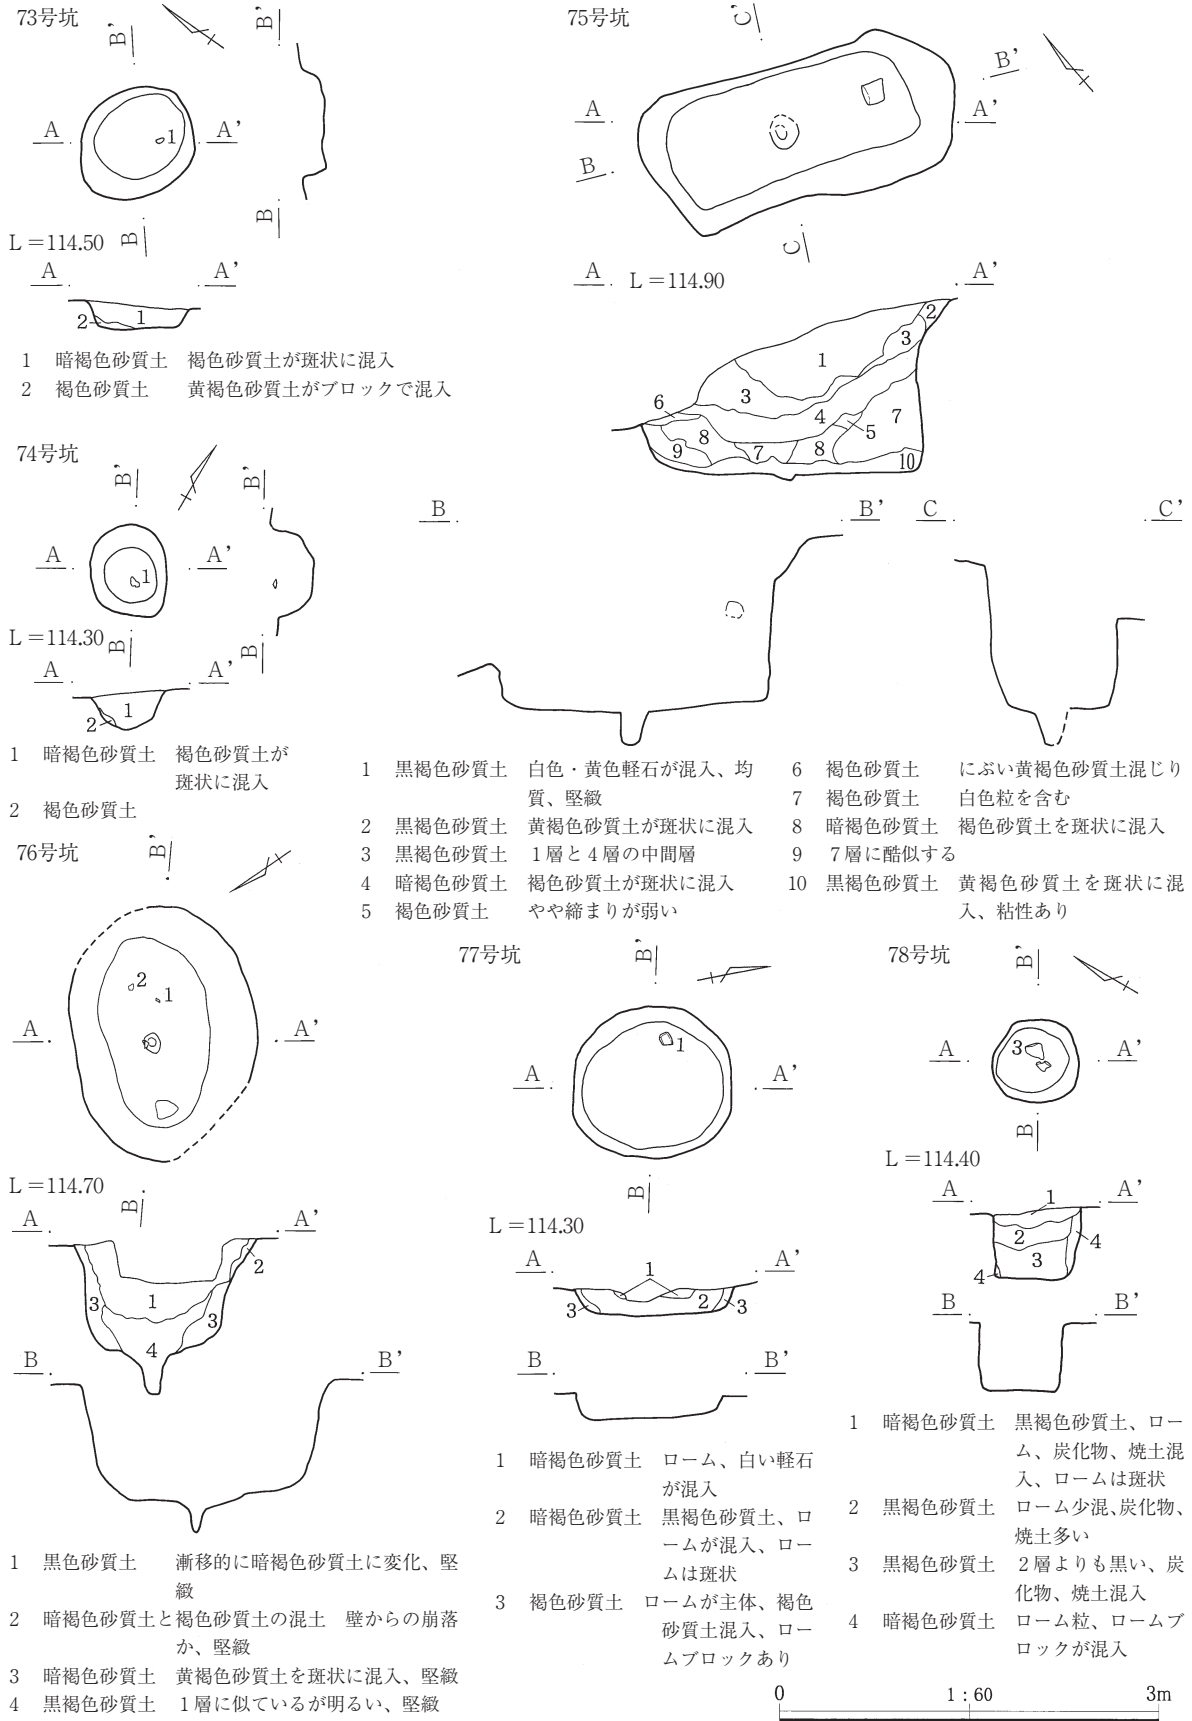 73号坑
B'
B'
A
A'
1
B
B
L＝114.50
A
A'
1
2
1　暗褐色砂質土　褐色砂質土が斑状に混入
2　褐色砂質土　　黄褐色砂質土がブロックで混入
75号坑
C'
B'
A
A'
B
C
A
L＝114.90
A'
2
3
1
3
6
4
7
5
8
8
9
7
10
B
B'
C
C'
1　黒褐色砂質土　白色・黄色軽石が混入、均
質、堅緻
2　黒褐色砂質土　黄褐色砂質土が斑状に混入
3　黒褐色砂質土　１層と４層の中間層
4　暗褐色砂質土　褐色砂質土が斑状に混入
5　褐色砂質土　　やや締まりが弱い
6　褐色砂質土　　にぶい黄褐色砂質土混じり
7　褐色砂質土　　白色粒を含む
8　暗褐色砂質土　褐色砂質土を斑状に混入
9　７層に酷似する
10　黒褐色砂質土　黄褐色砂質土を斑状に混
入、粘性あり
74号坑
B'
B'
A
A'
1
L＝114.30
B
B
A
A'
1
2
1　暗褐色砂質土　褐色砂質土が
斑状に混入
2　褐色砂質土
76号坑
B'
2
1
A
A'
L＝114.70
B
A
A'
2
1
3
3
4
B
B'
1　黒色砂質土　　漸移的に暗褐色砂質土に変化、堅
緻
2　暗褐色砂質土と褐色砂質土の混土　壁からの崩落
か、堅緻
3　暗褐色砂質土　黄褐色砂質土を斑状に混入、堅緻
4　黒褐色砂質土　１層に似ているが明るい、堅緻
77号坑
B'
1
A
A'
B
L＝114.30
A
A'
1
2
3
3
B
B'
1　暗褐色砂質土　ローム、白い軽石
が混入
2　暗褐色砂質土　黒褐色砂質土、ロ
ームが混入、ロー
ムは斑状
3　褐色砂質土　ロームが主体、褐色
砂質土混入、ロー
ムブロックあり
78号坑
B'
3
A
A'
B
L＝114.40
A
A'
1
2
4
3
4
B
B'
1　暗褐色砂質土　黒褐色砂質土、ロー
ム、炭化物、焼土混
入、ロームは斑状
2　黒褐色砂質土　ローム少混、炭化物、
焼土多い
3　黒褐色砂質土　２層よりも黒い、炭
化物、焼土混入
4　暗褐色砂質土　ローム粒、ロームブ
ロックが混入
0　1：60　3m